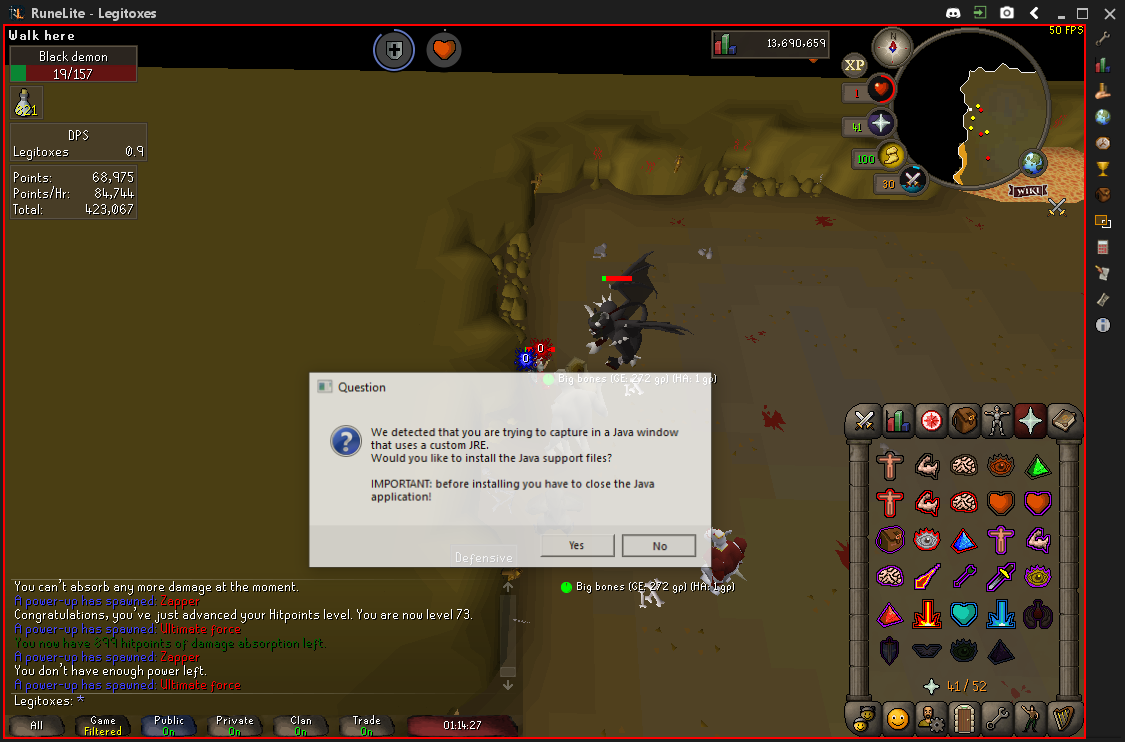 RuneLite - Legitoxes
50 FPS
Walk here
Black demon
19/157
321
DPS
Legitoxes 0.9
Points: 68,975
Points/Hr: 84,744
Total: 423,067
13,690,659
XP
1
41
100
30
WIKI
0
0
Big bones (GE: 272 gp) (HA: 1 gp)
Question
We detected that you are trying to capture in a Java window
that uses a custom JRE.
Would you like to install the Java support files?
IMPORTANT: before installing you have to close the Java
application!
Yes
No
Defensive
Big bones (GE: 272 gp) (HA: 1 gp)
You can't absorb any more damage at the moment.
A power-up has spawned: Zapper
Congratulations, you've just advanced your Hitpoints level. You are now level 73.
A power-up has spawned: Ultimate force
You now have 899 hitpoints of damage absorption left.
A power-up has spawned: Zapper
You don't have enough power left.
A power-up has spawned: Ultimate force
Legitoxes: *
All
Game
Filtered
Public
On
Private
On
Clan
On
Trade
On
01:14:27
41 / 52